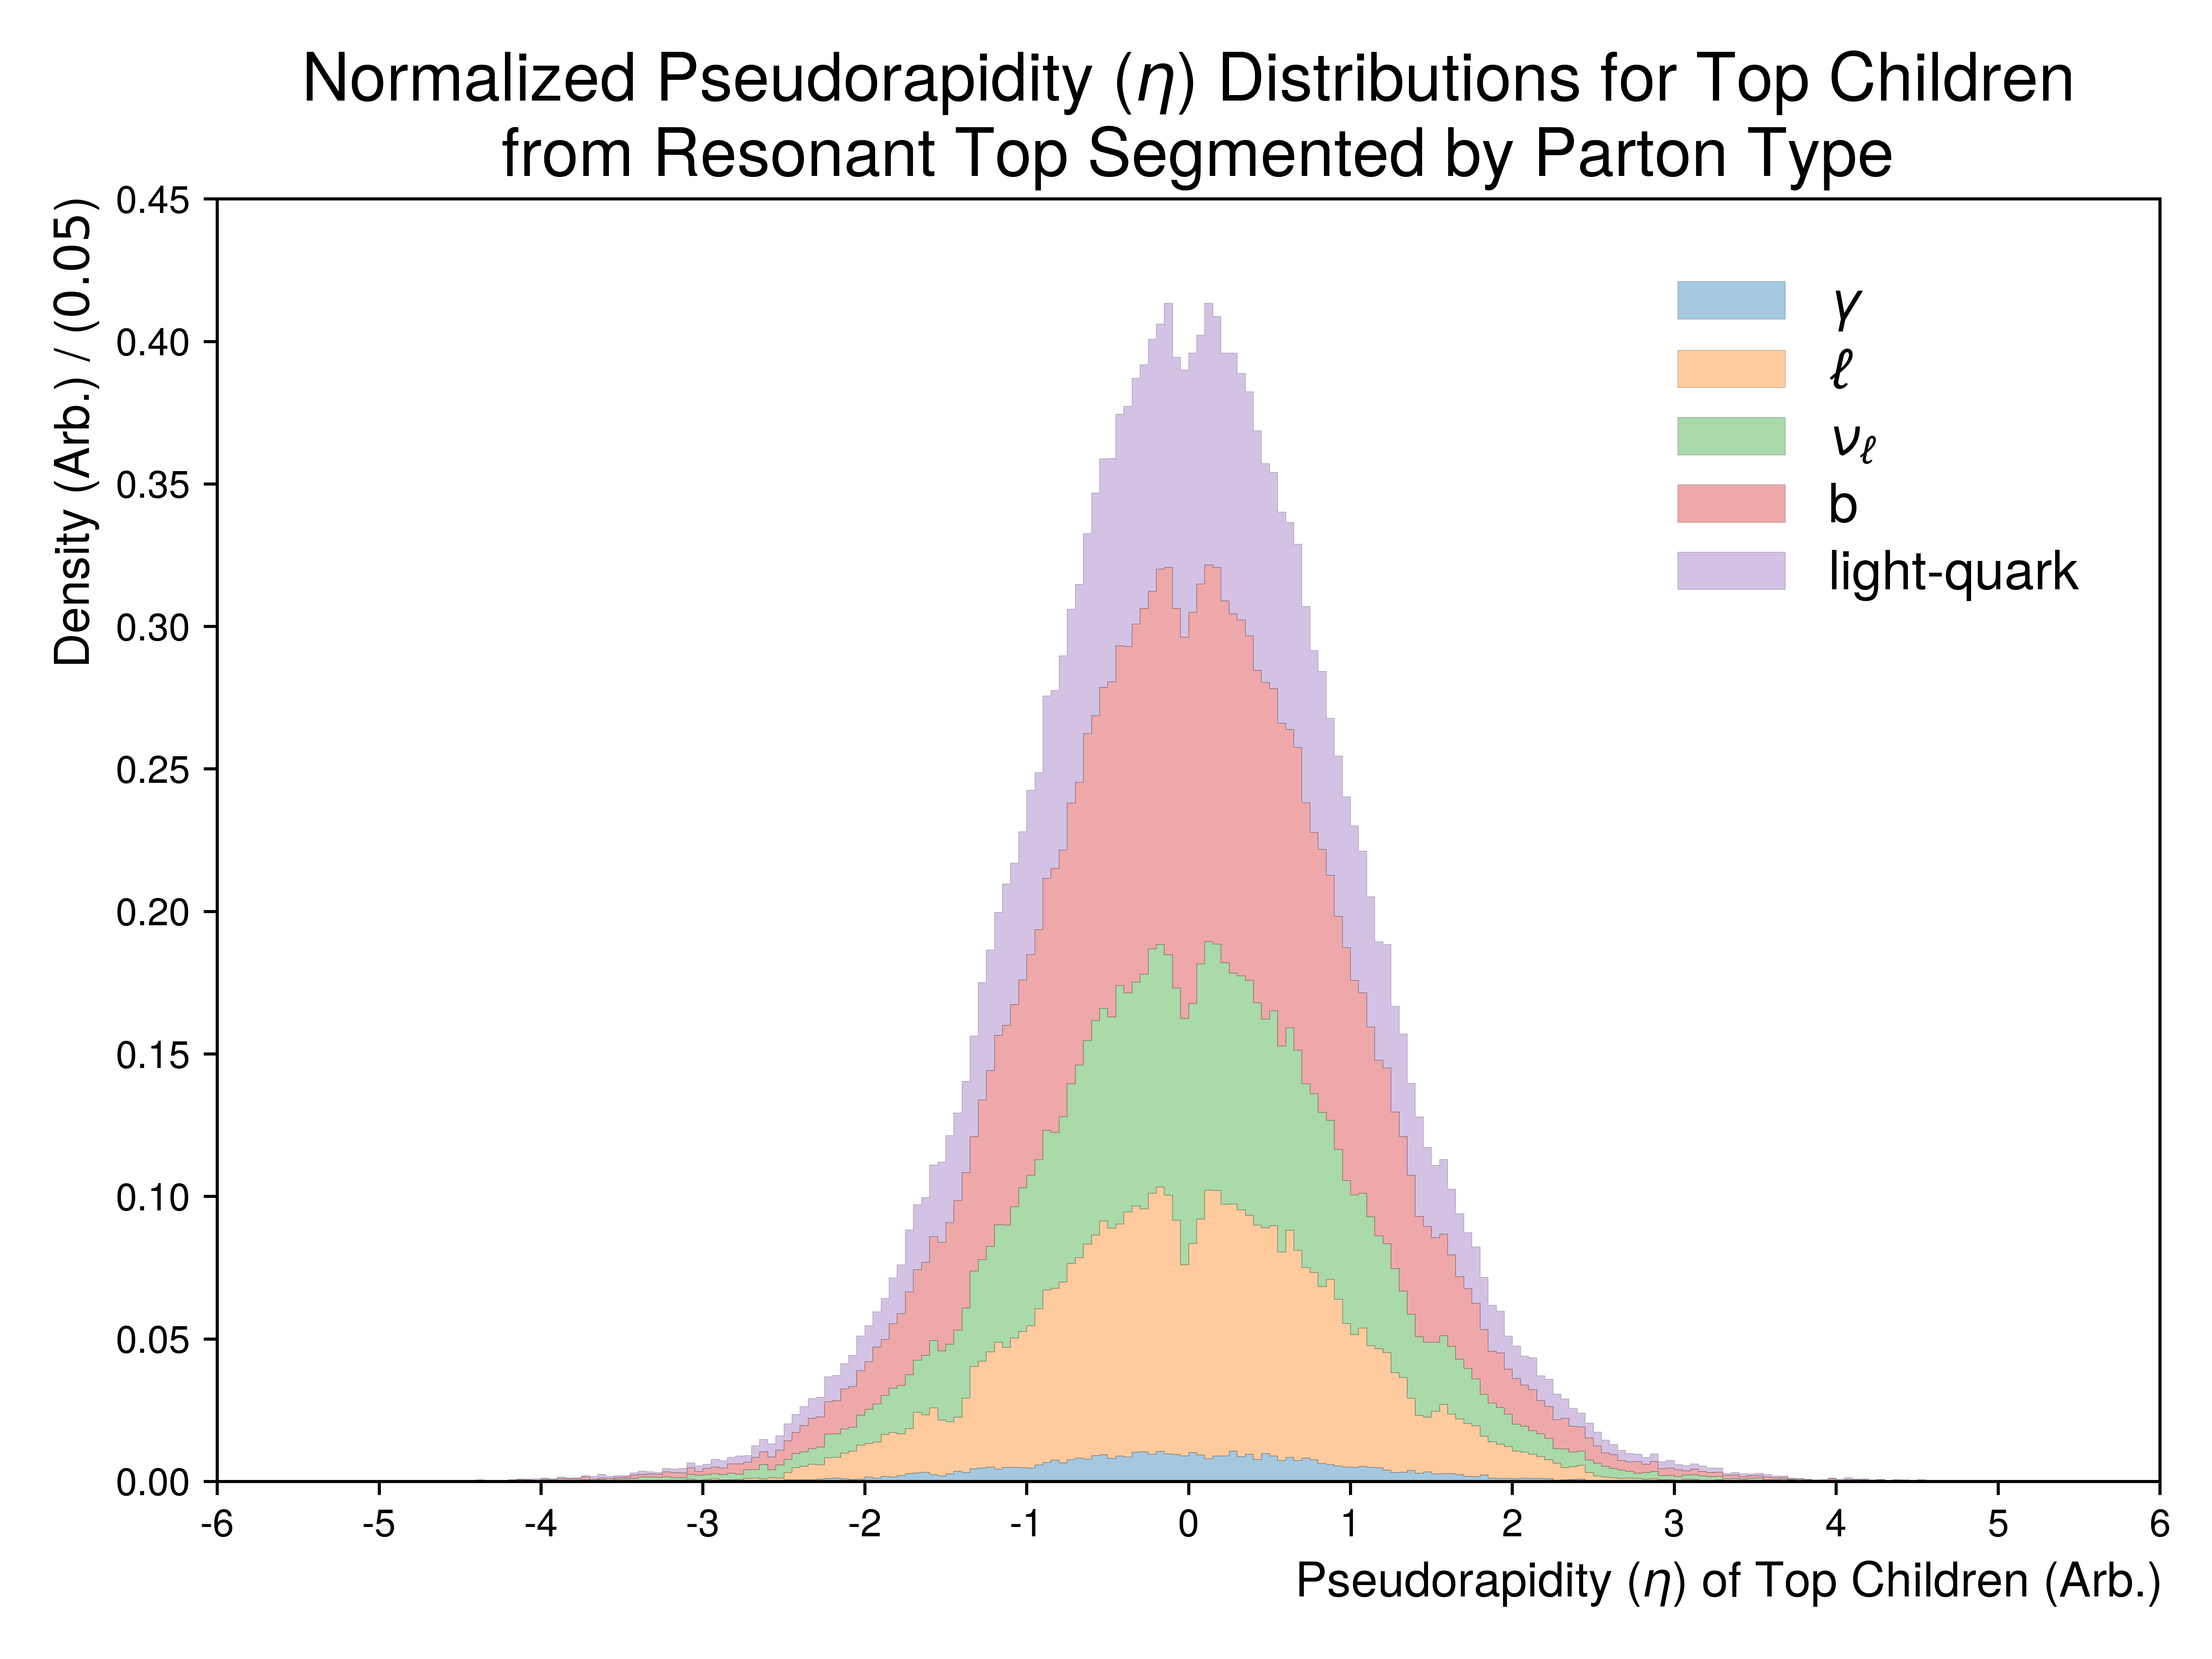 Normalized Pseudorapidity (η) Distributions for Top Children
from Resonant Top Segmented by Parton Type
Density (Arb.) / (0.05)
0.45
0.40
0.35
0.30
0.25
0.20
0.15
0.10
0.05
0.00
γ
ℓ
ν_ℓ
b
light-quark
-6 -5 -4 -3 -2 -1 0 1 2 3 4 5 6
Pseudorapidity (η) of Top Children (Arb.)